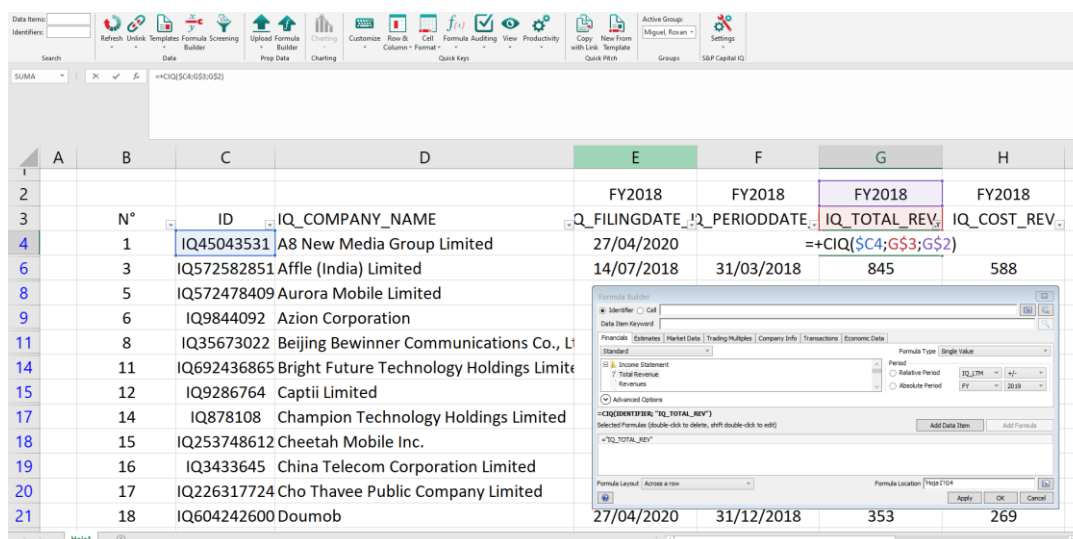 Data Items:
Identifiers:
Search
Refresh Unlink Templates Formula Builder Screening
Data
Upload Formula Builder
Prop Data
Charting
Charting
Customize Row & Column Cell Format Formula Auditing View Productivity
Quick Keys
Copy with Link New From Template
Quick Pitch
Active Group:
Miguel, Roxan
Groups
Settings
S&P Capital IQ
SUMA =+CIQ($C4;G$3;G$2)
A B C D E F G H
2 FY2018 FY2018 FY2018 FY2018
3 N° ID IQ_COMPANY_NAME Q_FILINGDATE_ Q_PERIODDATE_ IQ_TOTAL_REV IQ_COST_REV
4 1 IQ45043531 A8 New Media Group Limited 27/04/2020 =+CIQ($C4;G$3;G$2)
6 3 IQ572582851 Affle (India) Limited 14/07/2018 31/03/2018 845 588
8 5 IQ572478409 Aurora Mobile Limited
9 6 IQ9844092 Azion Corporation
11 8 IQ35673022 Beijing Bewinner Communications Co., Lt
14 11 IQ692436865 Bright Future Technology Holdings Limite
15 12 IQ9286764 Captii Limited
17 14 IQ878108 Champion Technology Holdings Limited
18 15 IQ253748612 Cheetah Mobile Inc.
19 16 IQ3433645 China Telecom Corporation Limited
20 17 IQ226317724 Cho Thavee Public Company Limited
21 18 IQ604242600 Doumob 27/04/2020 31/12/2018 353 269
Formula Builder
Identifier Cell
Data Item Keyword
Financials Estimates Market Data Trading Multiples Company Info Transactions Economic Data
Standard Formula Type Single Value
Income Statement
Total Revenue
Revenues
Period
Relative Period IQ_LTM +/-
Absolute Period FY 2019
Advanced Options
=CIQ(IDENTIFIER; "IQ_TOTAL_REV")
Selected Formulas (double-click to delete, shift double-click to edit)
Add Data Item Add Formula
="IQ_TOTAL_REV"
Formula Layout Across a row Formula Location 'Hoja1'!G4
Apply OK Cancel
Hoja1